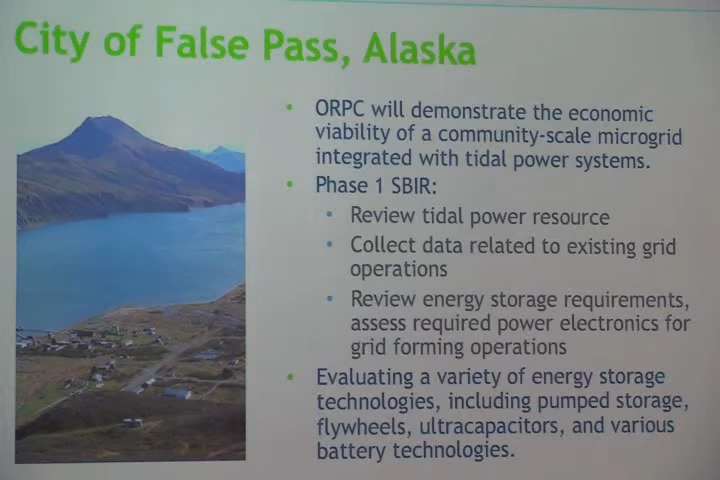 City of False Pass, Alaska
• ORPC will demonstrate the economic
viability of a community-scale microgrid
integrated with tidal power systems.
• Phase 1 SBIR:
• Review tidal power resource
• Collect data related to existing grid
operations
• Review energy storage requirements,
assess required power electronics for
grid forming operations
• Evaluating a variety of energy storage
technologies, including pumped storage,
flywheels, ultracapacitors, and various
battery technologies.